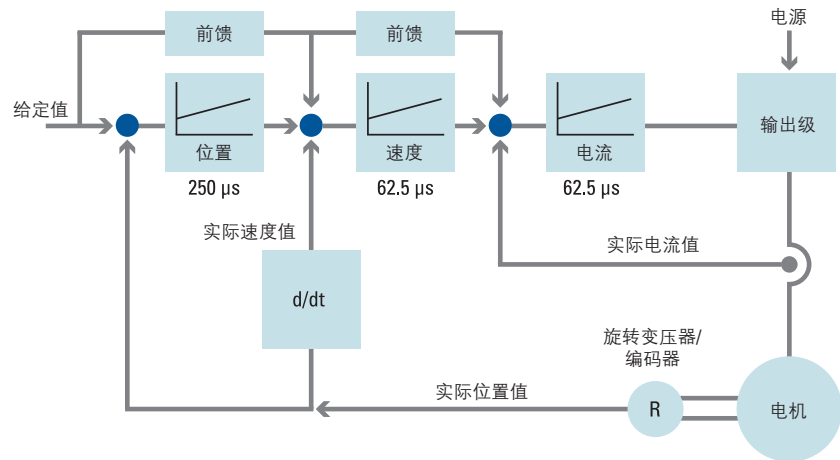 前馈
前馈
电源
给定值
位置
速度
电流
输出级
250 µs
62.5 µs
62.5 µs
实际速度值
实际电流值
d/dt
旋转变压器/
编码器
实际位置值
R
电机